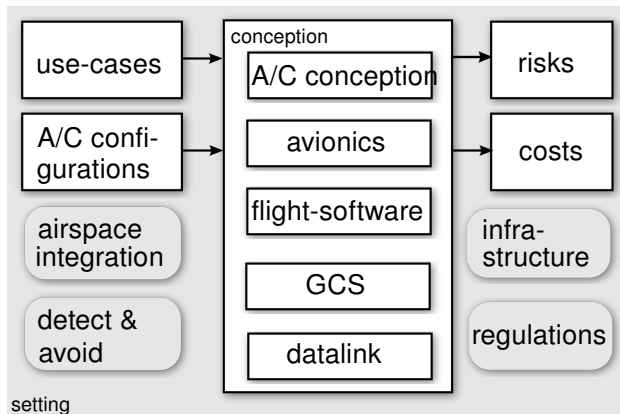 use-cases
A/C confi-
gurations
airspace
integration
detect &
avoid
conception
A/C conception
avionics
flight-software
GCS
datalink
risks
costs
infra-
structure
regulations
setting